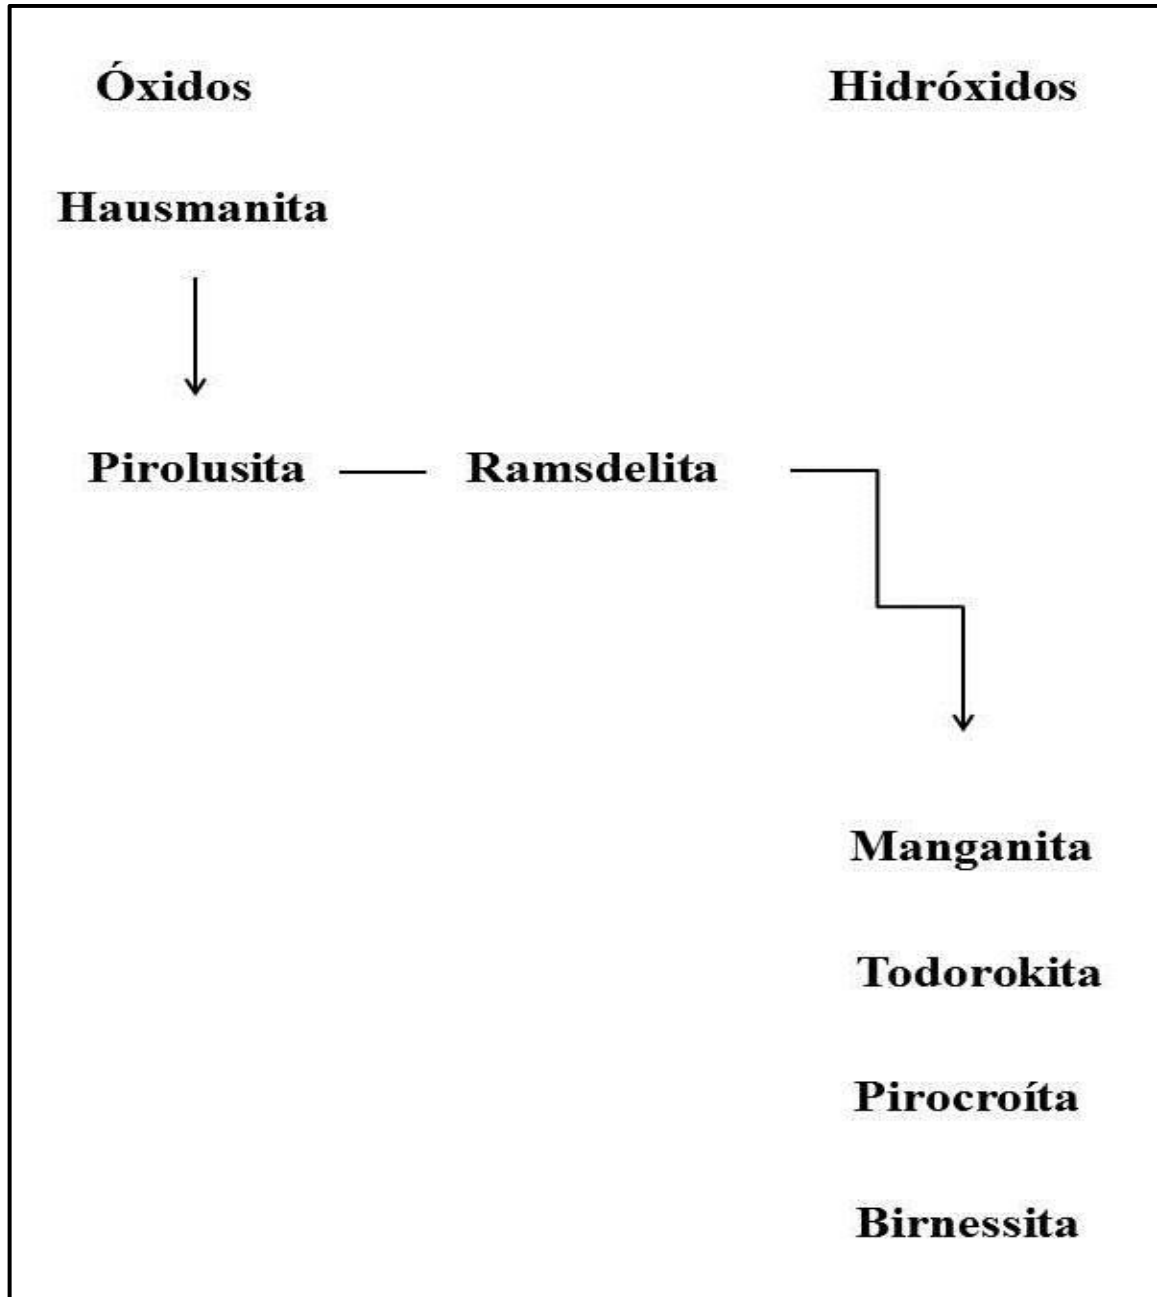 Óxidos Hidróxidos
Hausmanita
Pirolusita Ramsdelita
Manganita
Todorokita
Pirocroíta
Birnessita